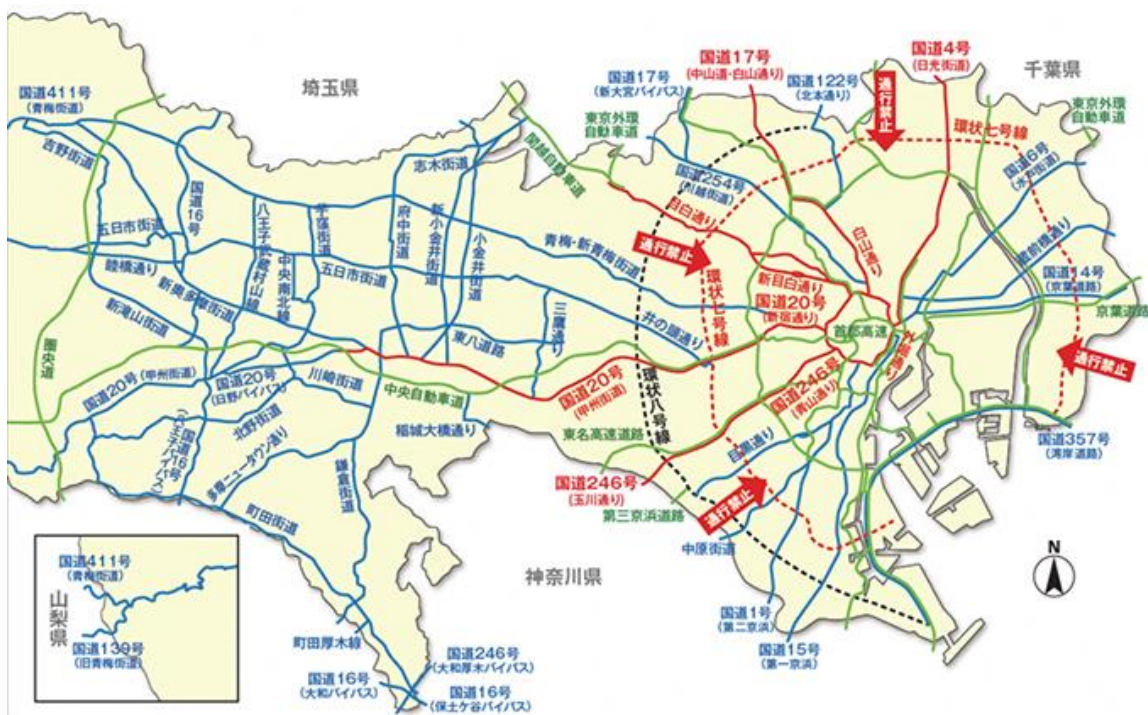 国道17号
(中山道・白山通り)
国道4号
(日光街道)
千葉県
埼玉県
国道17号
(新大宮バイパス)
国道122号
(北本通り)
国道411号
(青梅街道)
東京外環
自動車道
通行禁止
環状七号線
東京外環
自動車道
関越自動車道
国道6号
(水戸街道)
吉野街道
志木街道
国道254号
(川越街道)
国道16号
目白通り
五日市街道
八王子武蔵村山線
芋窪街道
府中街道
新小金井街道
小金井街道
青梅・新青梅街道
通行禁止
白山通り
蔵前橋通り
睦橋通り
中央南北線
五日市街道
環状七号線
新目白通り
国道14号
(京葉道路)
新奥多摩街道
国道20号
(新宿通り)
京葉道路
新滝山街道
三鷹通り
井の頭通り
首都高速
外堀通り
東八道路
通行禁止
圏央道
国道20号(甲州街道)
国道20号
(日野バイパス)
川崎街道
中央自動車道
国道20号
(甲州街道)
環状八号線
国道246号
(青山通り)
北野街道
稲城大橋通り
東名高速道路
目黒通り
国道357号
(湾岸道路)
国道16号
(八王子バイパス)
多摩ニュータウン通り
鎌倉街道
国道246号
(玉川通り)
通行禁止
第三京浜道路
町田街道
中原街道
N
国道411号
(青梅街道)
神奈川県
山梨県
国道1号
(第二京浜)
国道139号
(旧青梅街道)
町田厚木線
国道15号
(第一京浜)
国道246号
(大和厚木バイパス)
国道16号
(大和バイパス)
国道16号
(保土ケ谷バイパス)